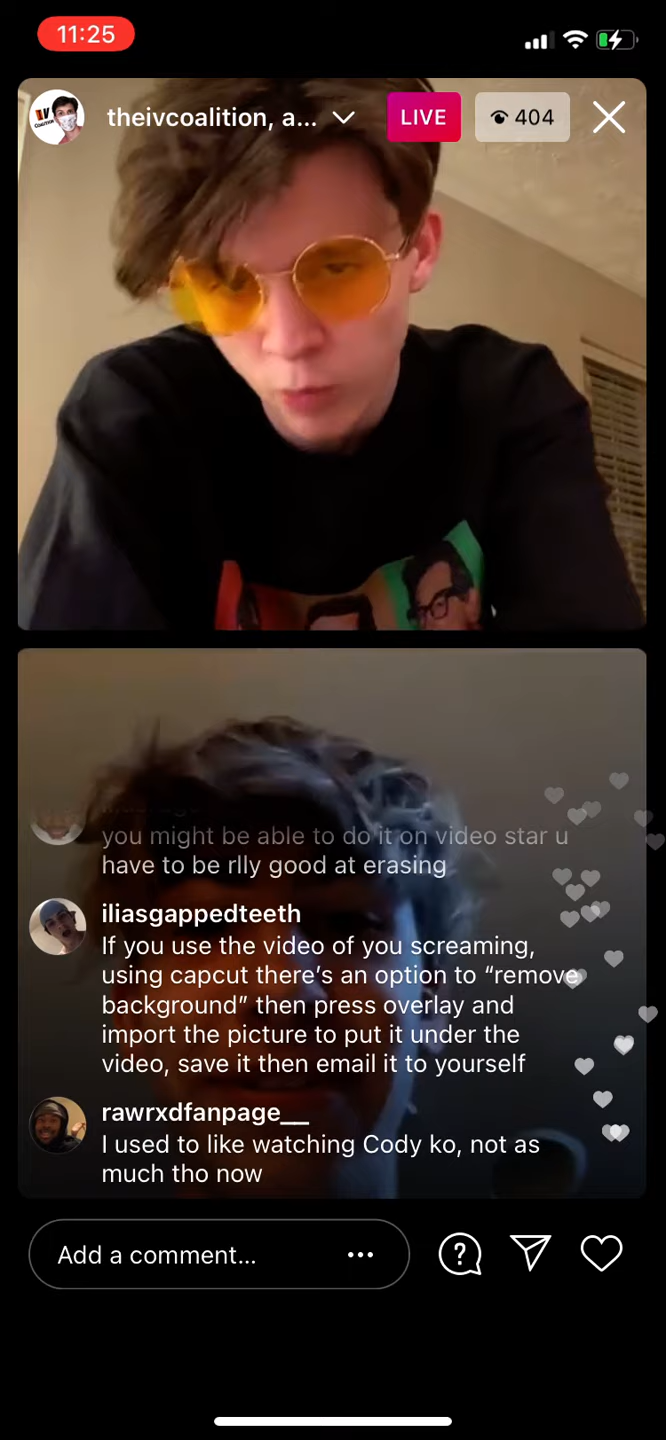 11:25
theivcoalition, a...
LIVE
404
you might be able to do it on video star u
have to be rlly good at erasing
iliasgappedteeth
If you use the video of you screaming,
using capcut there's an option to “remove
background” then press overlay and
import the picture to put it under the
video, save it then email it to yourself
rawrxdfanpage__
I used to like watching Cody ko, not as
much tho now
Add a comment...